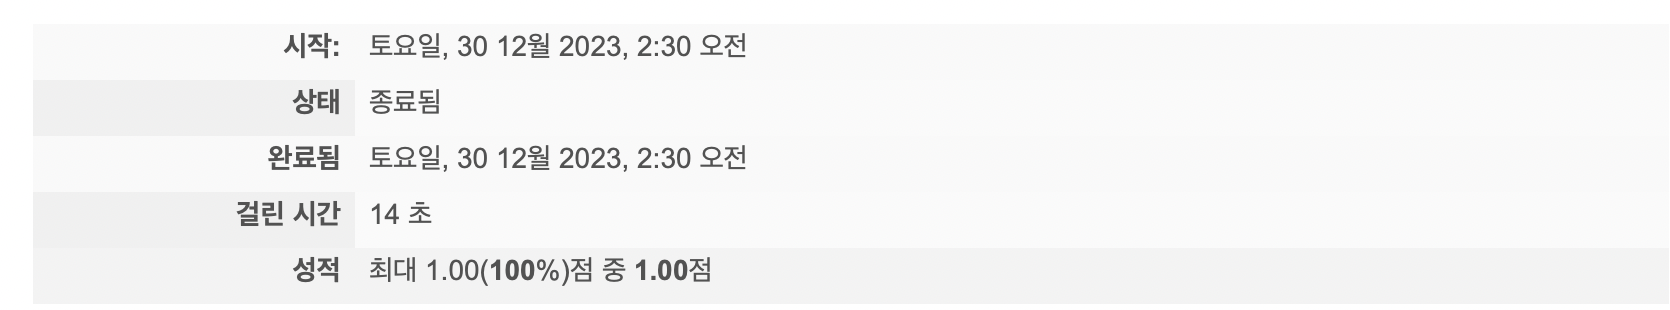 시작: 토요일, 30 12월 2023, 2:30 오전
상태 종료됨
완료됨 토요일, 30 12월 2023, 2:30 오전
걸린 시간 14 초
성적 최대 1.00(100%)점 중 1.00점